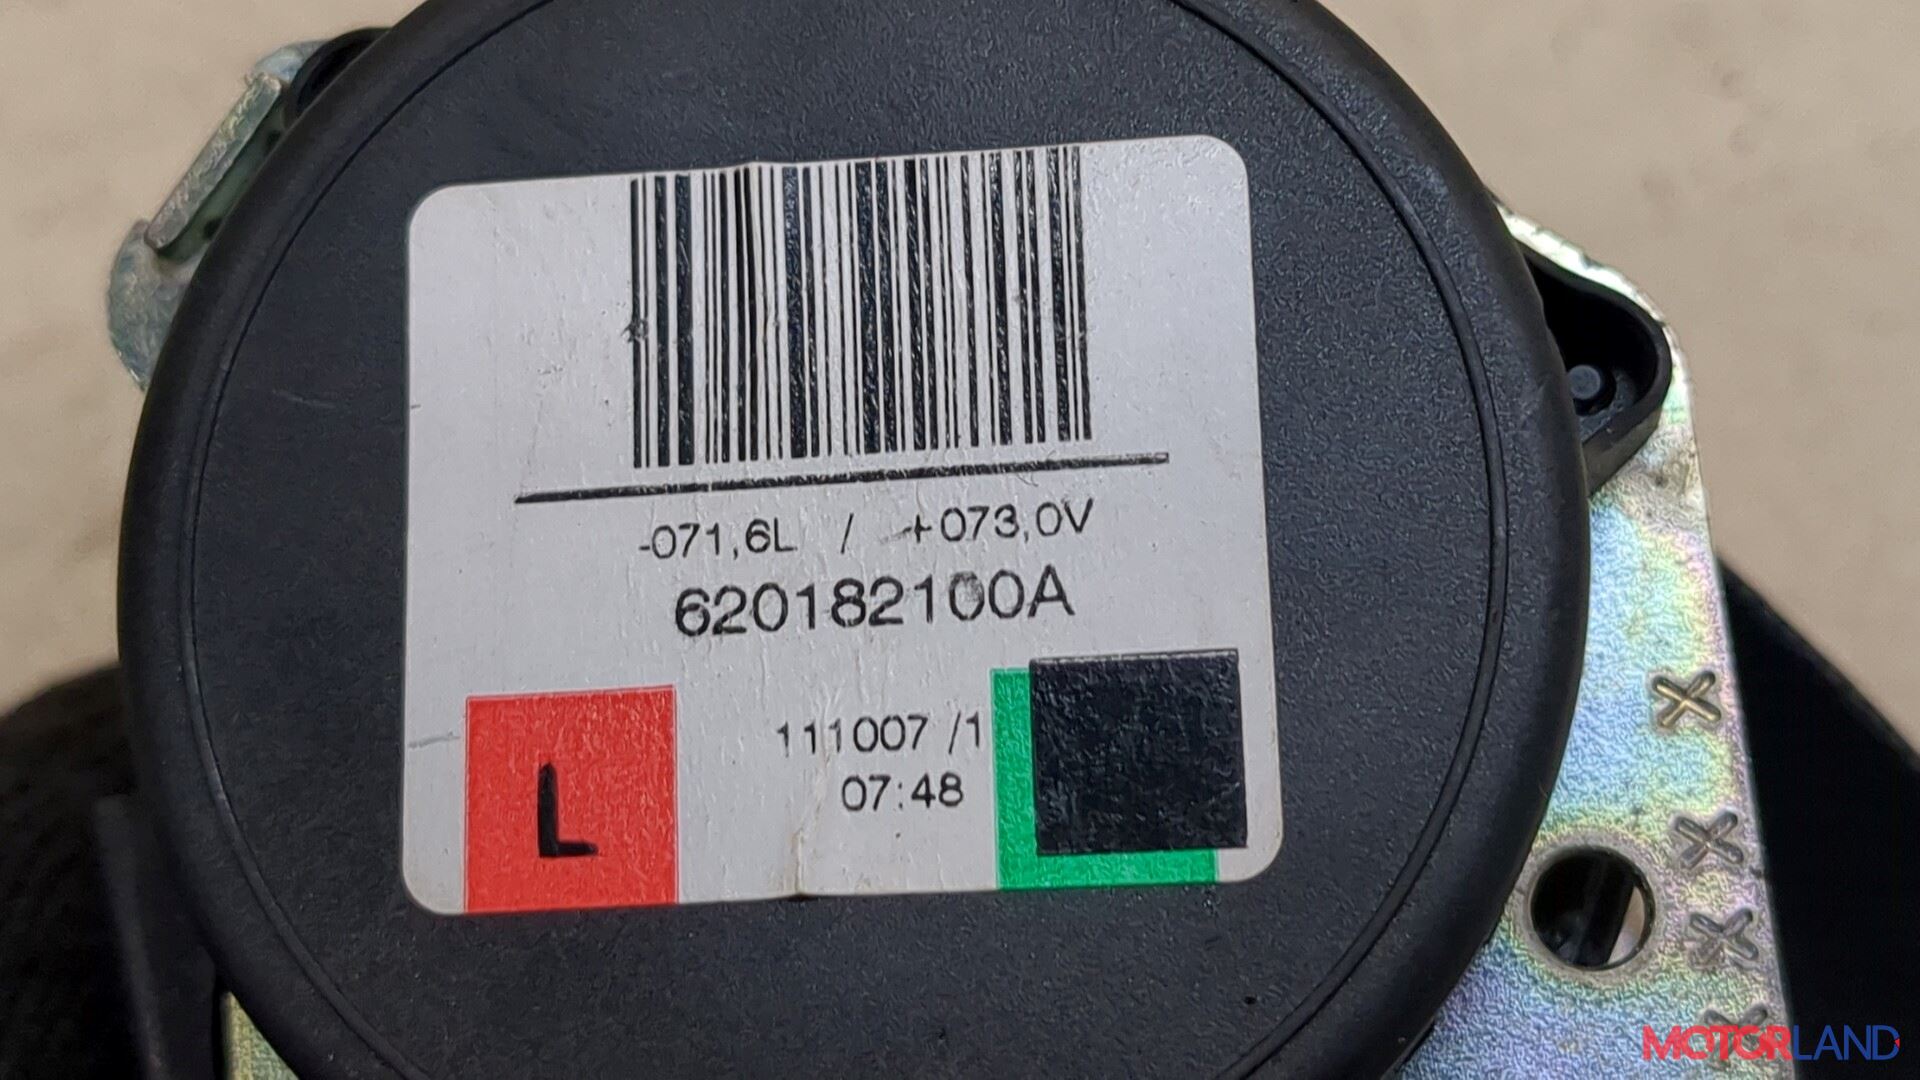 -071,6L / +073,0V
620182100A
111007 /1
07:48
L
MOTORLAND